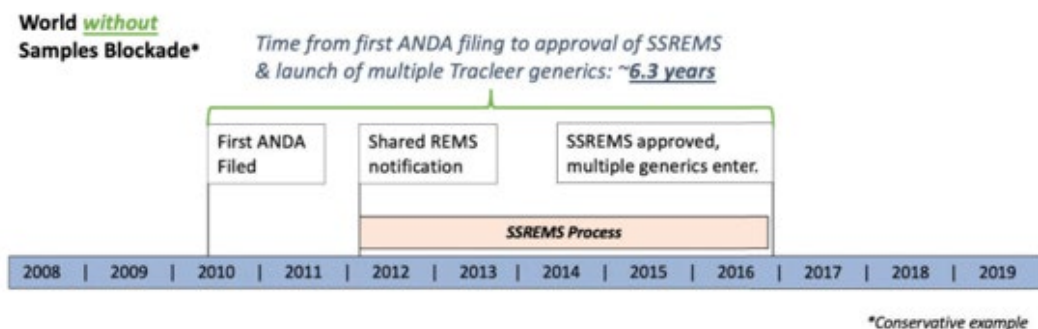 World without
Samples Blockade*
Time from first ANDA filing to approval of SSREMS
& launch of multiple Tracleer generics: ~6.3 years
First ANDA
Filed
Shared REMS
notification
SSREMS approved,
multiple generics enter.
SSREMS Process
2008 | 2009 | 2010 | 2011 | 2012 | 2013 | 2014 | 2015 | 2016 | 2017 | 2018 | 2019
*Conservative example